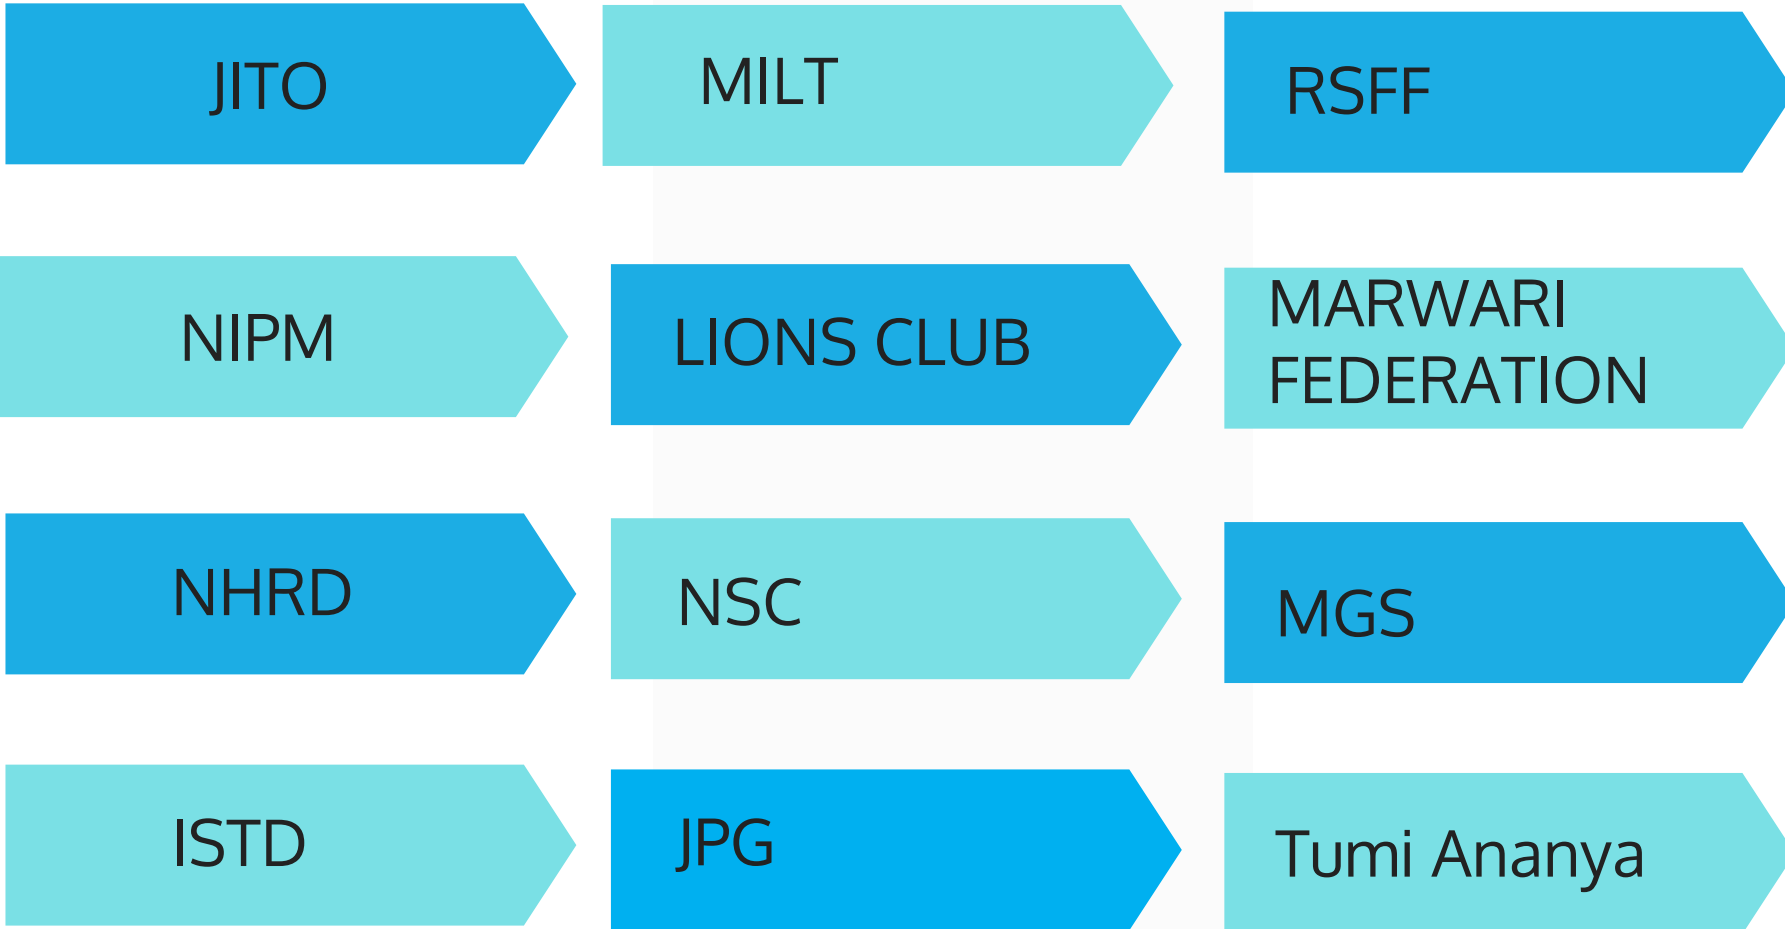 JITO
MILT
RSFF
NIPM
LIONS CLUB
MARWARI
FEDERATION
NHRD
NSC
MGS
ISTD
JPG
Tumi Ananya